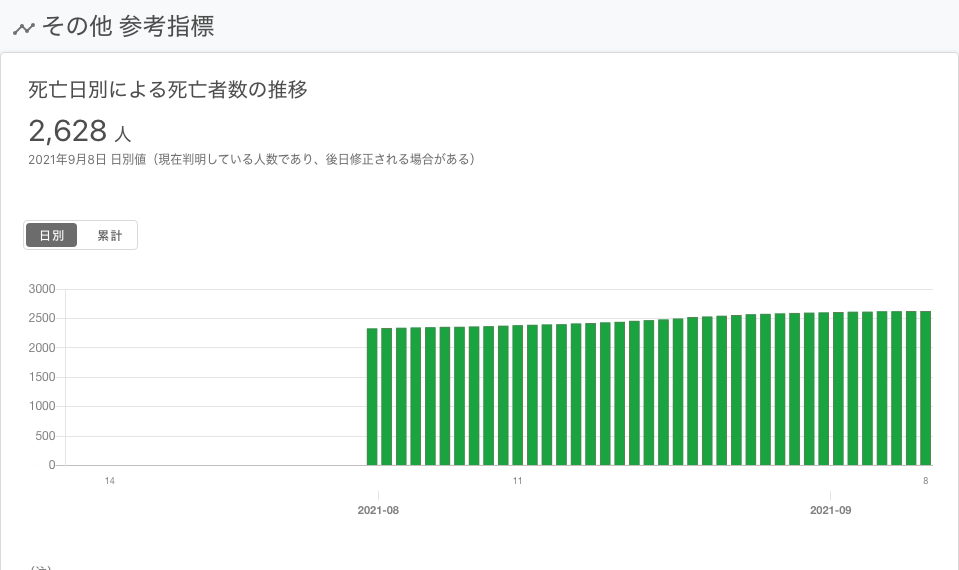 その他 参考指標
死亡日別による死亡者数の推移
2,628 人
2021年9月8日 日別値（現在判明している人数であり、後日修正される場合がある）
日別 累計
3000
2500
2000
1500
1000
500
0
14 11 8
2021-08 2021-09